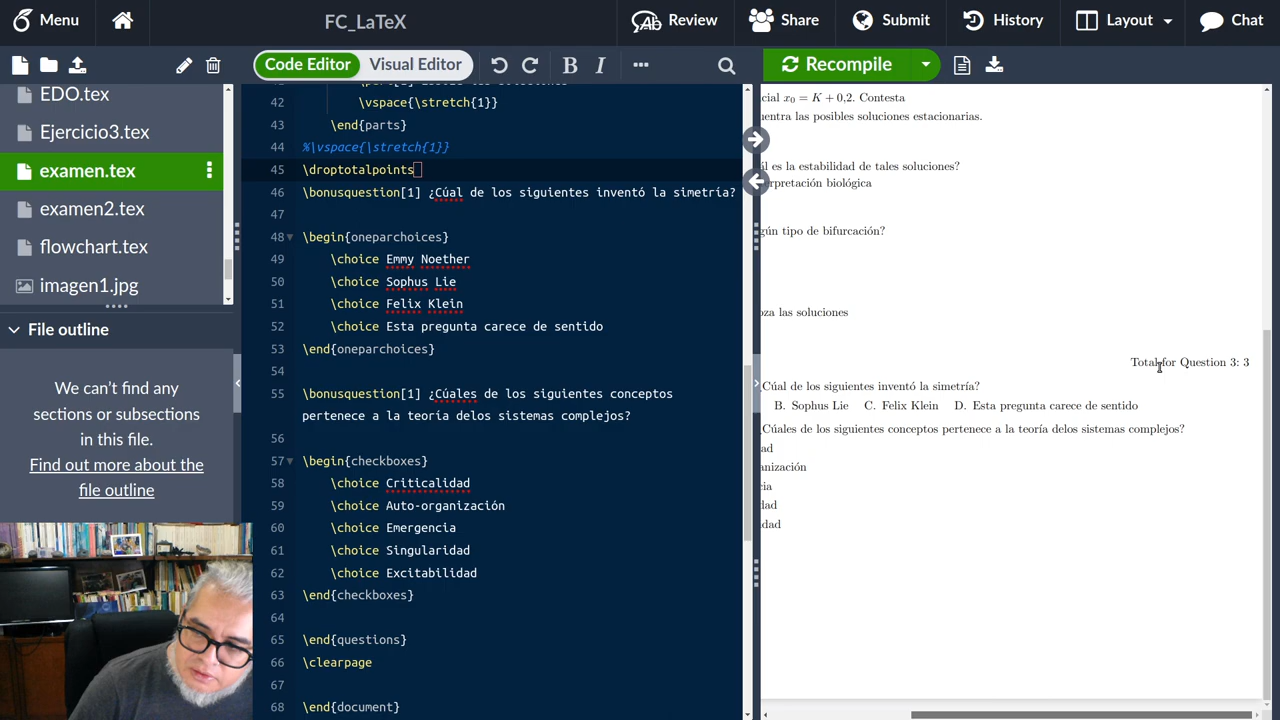 Menu
FC_LaTeX
Review
Share
Submit
History
Layout
Chat
Code Editor
Visual Editor
B
I
Recompile
EDO.tex
Ejercicio3.tex
examen.tex
examen2.tex
flowchart.tex
imagen1.jpg
File outline
We can't find any
sections or subsections
in this file.
Find out more about the
file outline
42 \vspace{\stretch{1}}
43 \end{parts}
44 %\vspace{\stretch{1}}
45 \droptotalpoints
46 \bonusquestion[1] ¿Cúal de los siguientes inventó la simetría?
47
48 \begin{oneparchoices}
49 \choice Emmy Noether
50 \choice Sophus Lie
51 \choice Felix Klein
52 \choice Esta pregunta carece de sentido
53 \end{oneparchoices}
54
55 \bonusquestion[1] ¿Cúales de los siguientes conceptos
pertenece a la teoría delos sistemas complejos?
56
57 \begin{checkboxes}
58 \choice Criticalidad
59 \choice Auto-organización
60 \choice Emergencia
61 \choice Singularidad
62 \choice Excitabilidad
63 \end{checkboxes}
64
65 \end{questions}
66 \clearpage
67
68 \end{document}
cial x₀ = K + 0,2. Contesta
uentra las posibles soluciones estacionarias.
ál es la estabilidad de tales soluciones?
terpretación biológica
gún tipo de bifurcación?
oza las soluciones
Total for Question 3: 3
¿Cúal de los siguientes inventó la simetría?
B. Sophus Lie C. Felix Klein D. Esta pregunta carece de sentido
¿Cúales de los siguientes conceptos pertenece a la teoría delos sistemas complejos?
ad
anización
cia
dad
idad